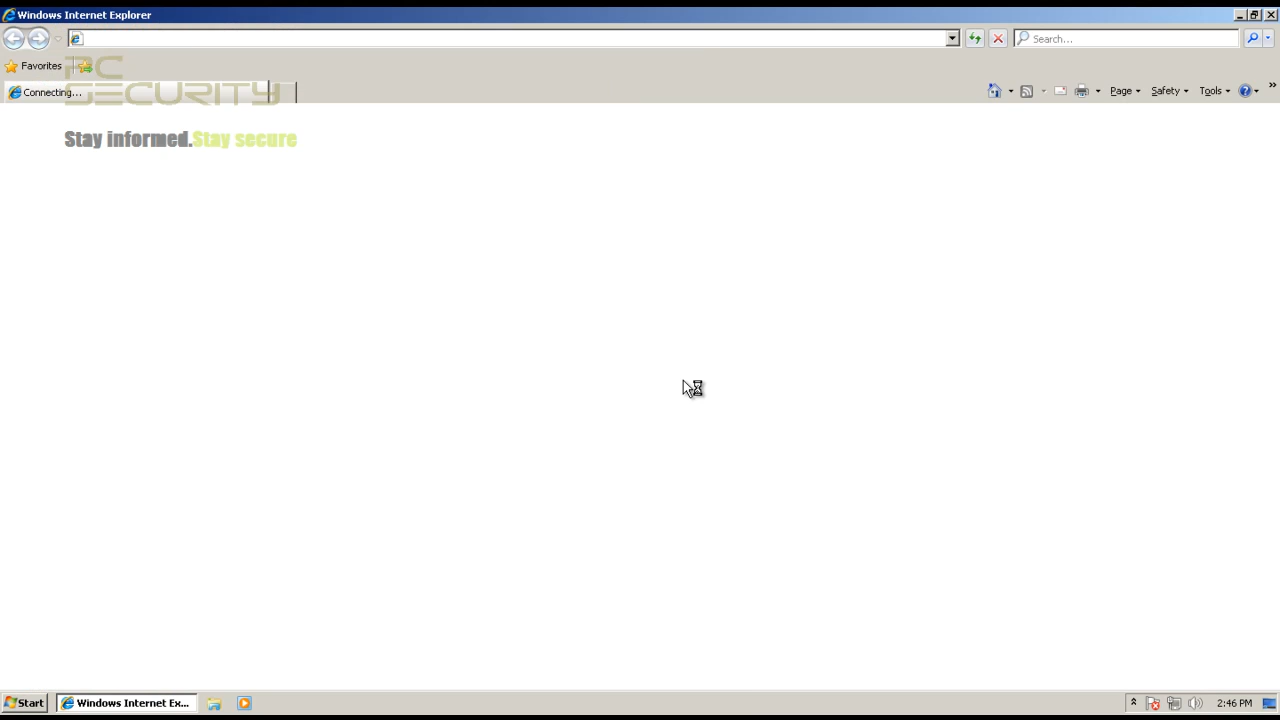 Windows Internet Explorer
Search...
Favorites
PC
SECURITY
Connecting...
Page
Safety
Tools
Stay informed.Stay secure
Start
Windows Internet Ex...
2:46 PM